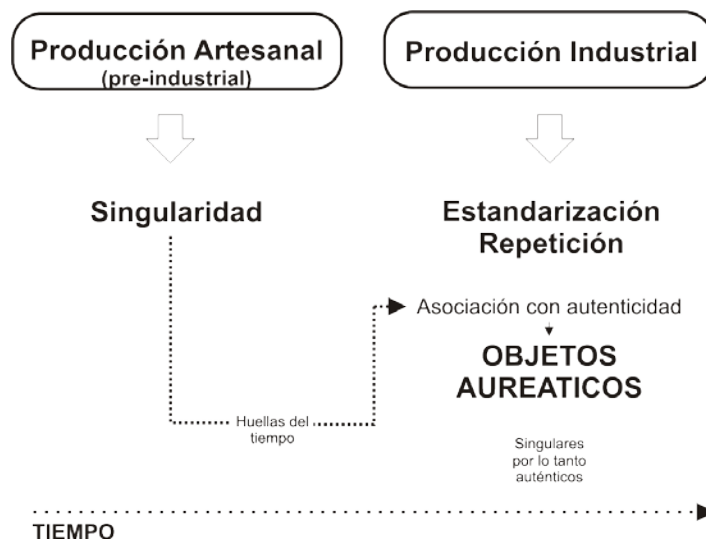 Producción Artesanal
(pre-industrial)
Producción Industrial
Singularidad
Estandarización
Repetición
Asociación con autenticidad
OBJETOS
AUREATICOS
Huellas del
tiempo
Singulares
por lo tanto
auténticos
TIEMPO